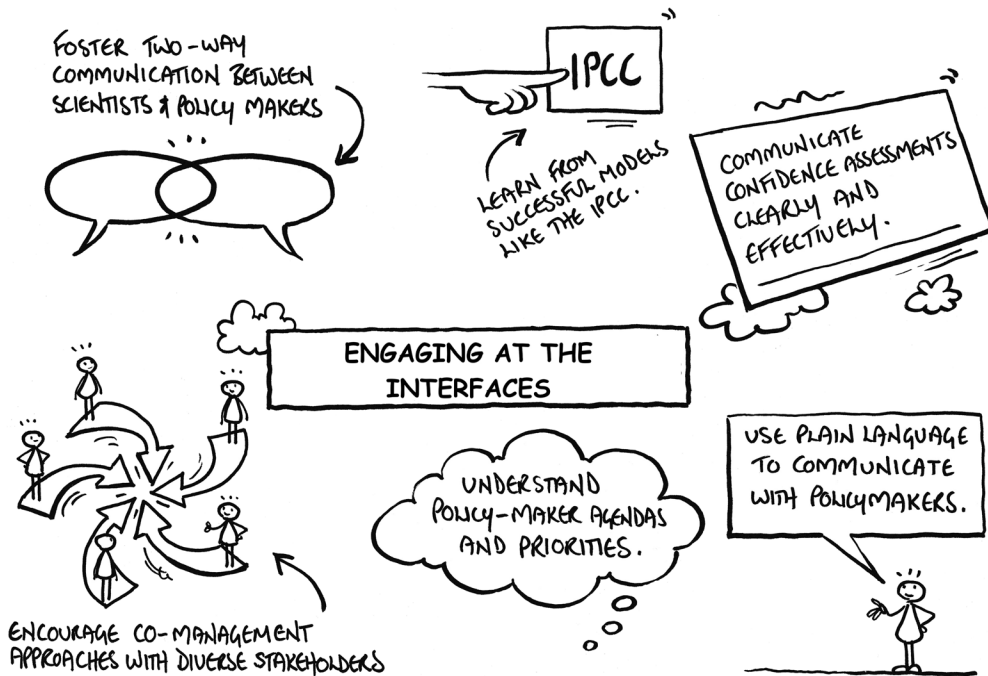 FOSTER TWO-WAY
COMMUNICATION BETWEEN
SCIENTISTS & POLICY MAKERS
IPCC
LEARN FROM
SUCCESSFUL MODELS
LIKE THE IPCC.
COMMUNICATE
CONFIDENCE ASSESSMENTS
CLEARLY AND
EFFECTIVELY.
ENGAGING AT THE
INTERFACES
ENCOURAGE CO-MANAGEMENT
APPROACHES WITH DIVERSE STAKEHOLDERS
UNDERSTAND
POLICY-MAKER AGENDAS
AND PRIORITIES.
USE PLAIN LANGUAGE
TO COMMUNICATE
WITH POLICYMAKERS.